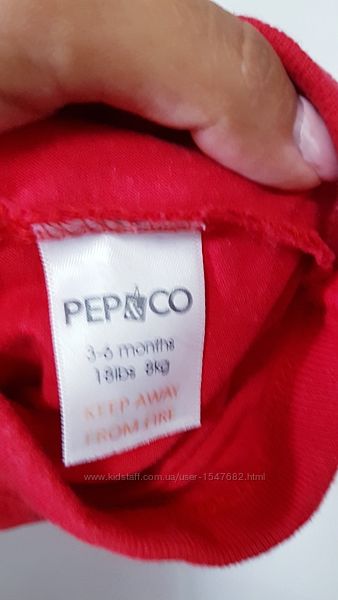 PEP&CO
3-6 months
18lbs 8kg
KEEP AWAY
FROM FIRE
www.kidstaff.com.ua/user-1547682.html